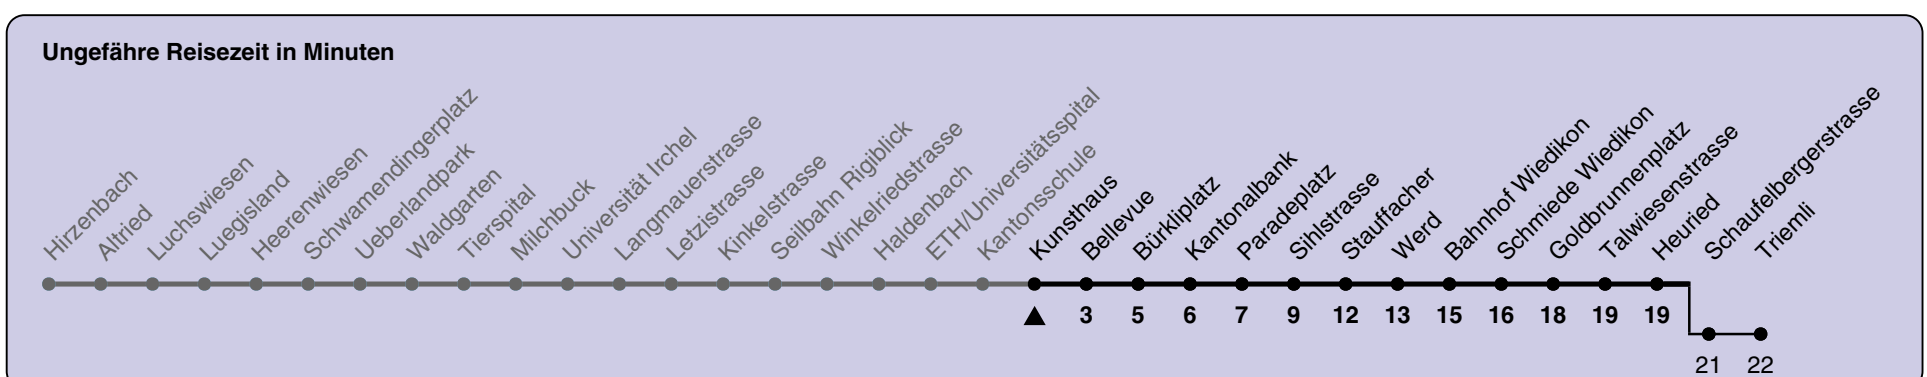 Ungefähre Reisezeit in Minuten
Hirzenbach
Altried
Luchswiesen
Luegisland
Heerenwiesen
Schwamendingerplatz
Ueberlandpark
Waldgarten
Tierspital
Milchbuck
Universität Irchel
Langmauerstrasse
Letzistrasse
Kinkelstrasse
Seilbahn Rigiblick
Winkelriedstrasse
Haldenbach
ETH/Universitätsspital
Kantonsschule
Kunsthaus
Bellevue
Bürkliplatz
Kantonalbank
Paradeplatz
Sihlstrasse
Stauffacher
Werd
Bahnhof Wiedikon
Schmiede Wiedikon
Goldbrunnenplatz
Talwiesenstrasse
Heuried
Schaufelbergerstrasse
Triemli
3 5 6 7 9 12 13 15 16 18 19 19
21 22